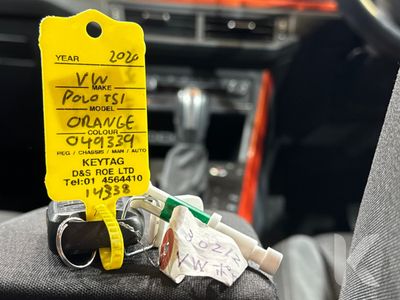 YEAR 2020
VW
MAKE
POLO TSI
MODEL
ORANGE
COLOUR
049339
REG. / CHASSIS / MAN / AUTO
KEYTAG
D&S ROE LTD
Tel:01 4564410
14338
302
VW
K